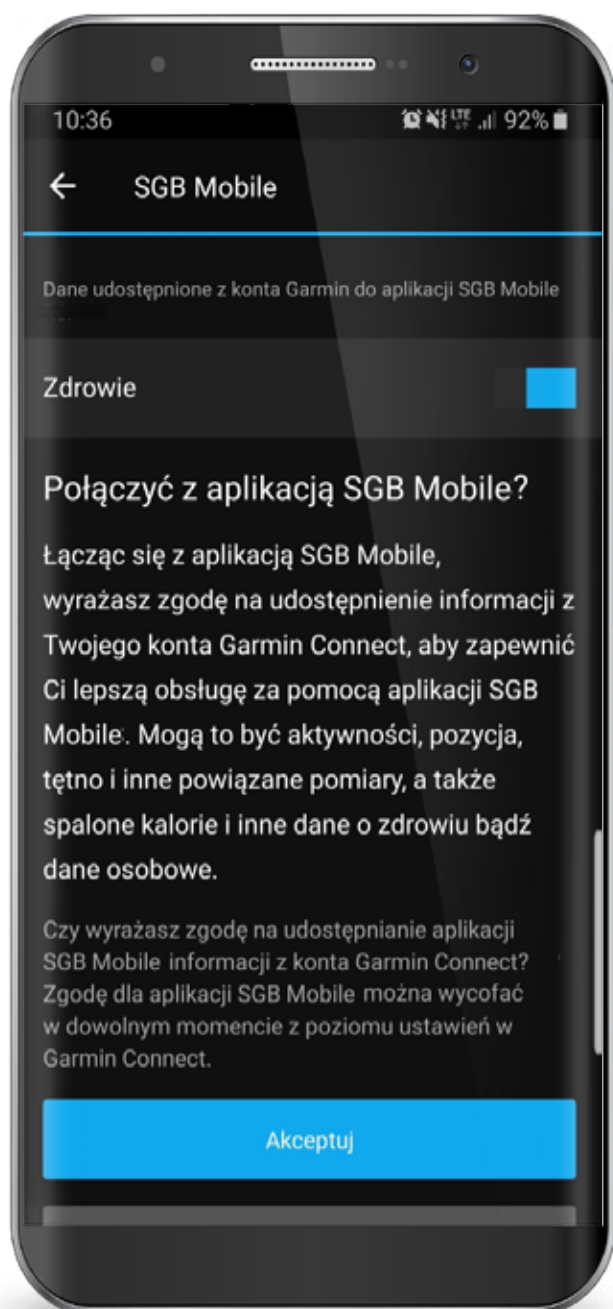 10:36
LTE
92%
SGB Mobile
Dane udostępnione z konta Garmin do aplikacji SGB Mobile
Zdrowie
Połączyć z aplikacją SGB Mobile?
Łącząc się z aplikacją SGB Mobile,
wyrażasz zgodę na udostępnienie informacji z
Twojego konta Garmin Connect, aby zapewnić
Ci lepszą obsługę za pomocą aplikacji SGB
Mobile. Mogą to być aktywności, pozycja,
tętno i inne powiązane pomiary, a także
spalone kalorie i inne dane o zdrowiu bądź
dane osobowe.
Czy wyrażasz zgodę na udostępnianie aplikacji
SGB Mobile informacji z konta Garmin Connect?
Zgodę dla aplikacji SGB Mobile można wycofać
w dowolnym momencie z poziomu ustawień w
Garmin Connect.
Akceptuj